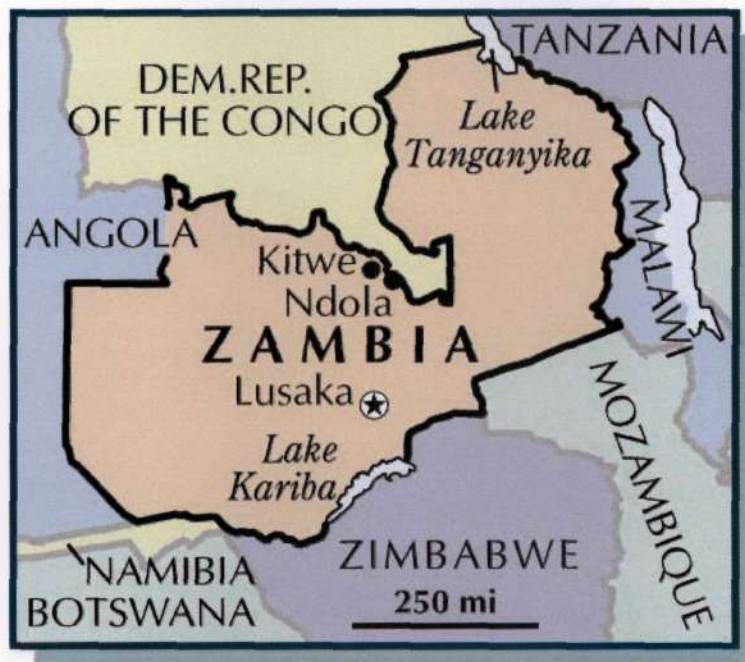 TANZANIA
DEM.REP.
OF THE CONGO
Lake
Tanganyika
ANGOLA
MALAWI
Kitwe
Ndola
ZAMBIA
Lusaka
Lake
Kariba
MOZAMBIQUE
ZIMBABWE
NAMIBIA
BOTSWANA
250 mi